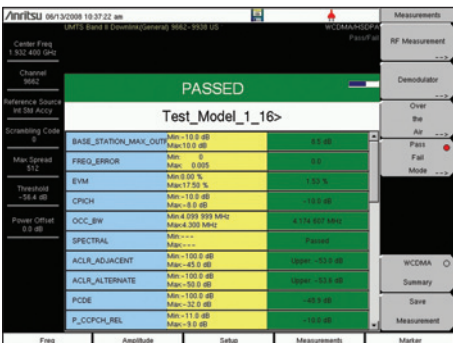 Anritsu 06/13/2008 10:37:22 am
UMTS Band II Downlink(General) 9662-9938 US
WCDMA/HSDPA
Pass/Fail
Measurements
Center Freq
1.932 400 GHz
Channel
9662
Reference Source
Int Std Accy
Scrambling Code
0
Max Spread
512
Threshold
-56.4 dB
Power Offset
0.0 dB
PASSED
Test_Model_1_16>
BASE_STATION_MAX_OUTP Min:-10.0 dB Max:10.0 dB
FREQ_ERROR Min: 0 Max: 0.005 0.0
EVM Min:0.00 % Max:17.50 % 1.53 %
CPICH Min:-10.0 dB Max:-8.0 dB -10.0 dB
OCC_BW Min:4.099 999 MHz Max:4.300 MHz 4.174 607 MHz
SPECTRAL Min:--- Max:--- Passed
ACLR_ADJACENT Min:-100.0 dB Max:-45.0 dB Upper: -53.8 dB
ACLR_ALTERNATE Min:-100.0 dB Max:-50.0 dB Upper: -53.8 dB
PCDE Min:-100.0 dB Max:-32.0 dB -45.9 dB
P_CCPCH_REL Min:-11.0 dB Max:-9.0 dB -10.0 dB
RF Measurement
-->
Demodulator
-->
Over
the
Air -->
Pass
Fail
Mode -->
WCDMA
Summary
Save
Measurement
Freq Amplitude Setup Measurements Marker